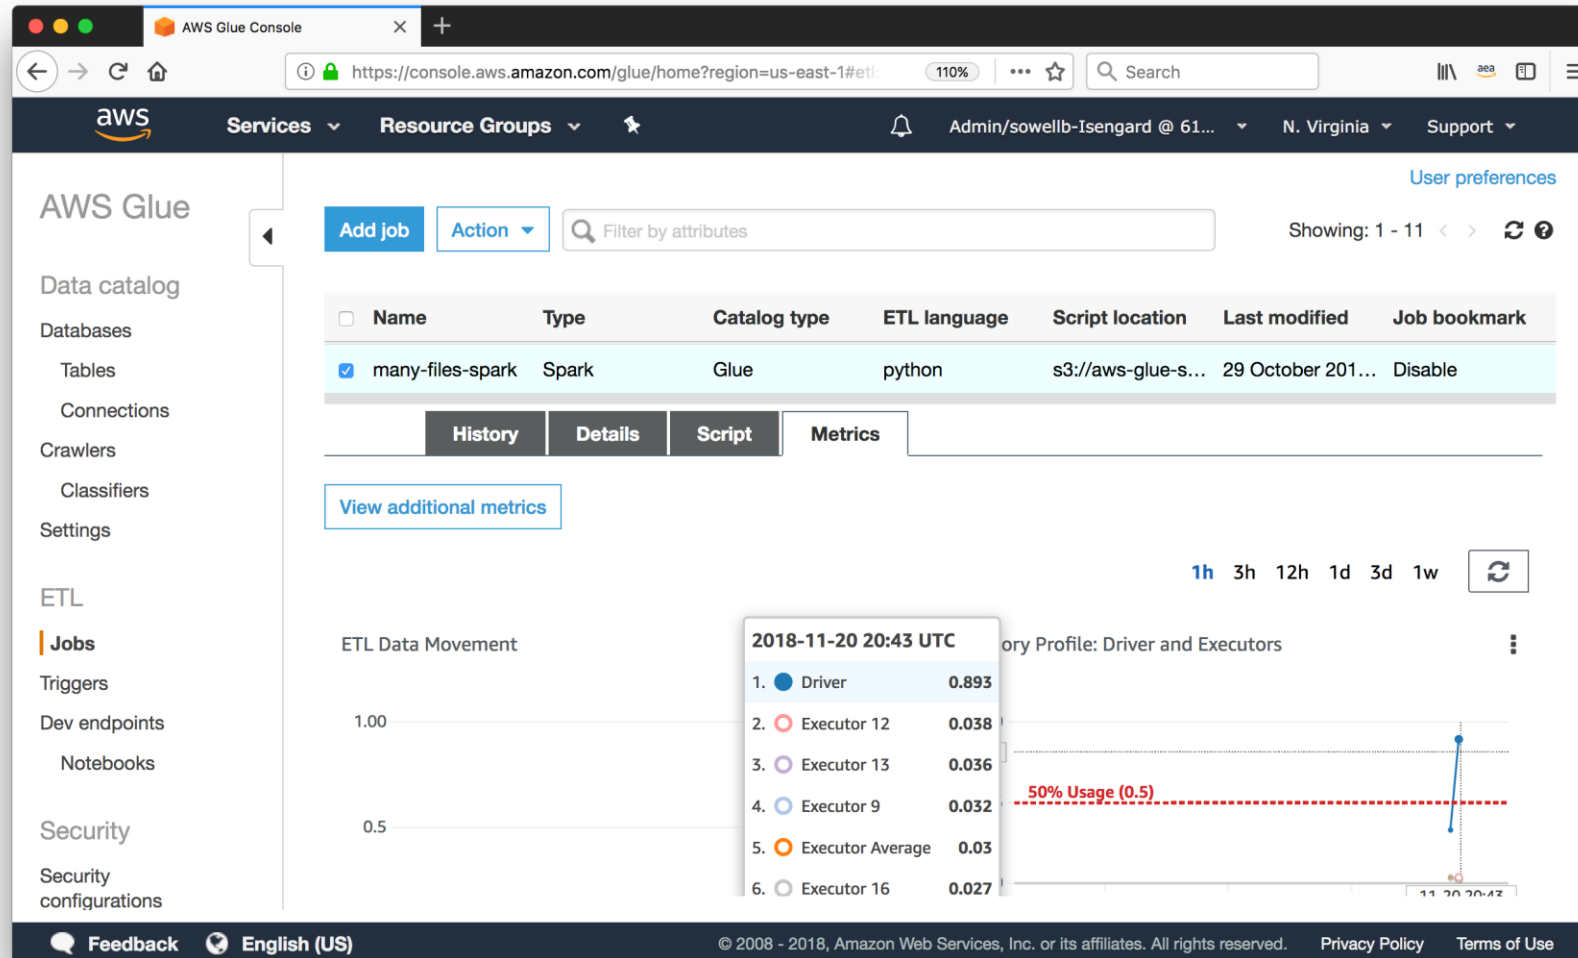 AWS Glue Console
https://console.aws.amazon.com/glue/home?region=us-east-1#etl:
110%
Search
aea
aws
Services
Resource Groups
Admin/sowellb-Isengard @ 61...
N. Virginia
Support
User preferences
AWS Glue
Add job
Action
Filter by attributes
Showing: 1 - 11
Data catalog
Databases
Tables
Connections
Crawlers
Classifiers
Settings
ETL
Jobs
Triggers
Dev endpoints
Notebooks
Security
Security
configurations
Name Type Catalog type ETL language Script location Last modified Job bookmark
many-files-spark Spark Glue python s3://aws-glue-s... 29 October 201... Disable
History Details Script Metrics
View additional metrics
1h 3h 12h 1d 3d 1w
ETL Data Movement
1.00
0.5
2018-11-20 20:43 UTC
1. Driver 0.893
2. Executor 12 0.038
3. Executor 13 0.036
4. Executor 9 0.032
5. Executor Average 0.03
6. Executor 16 0.027
ory Profile: Driver and Executors
50% Usage (0.5)
11-20 20:43
Feedback
English (US)
© 2008 - 2018, Amazon Web Services, Inc. or its affiliates. All rights reserved.
Privacy Policy
Terms of Use